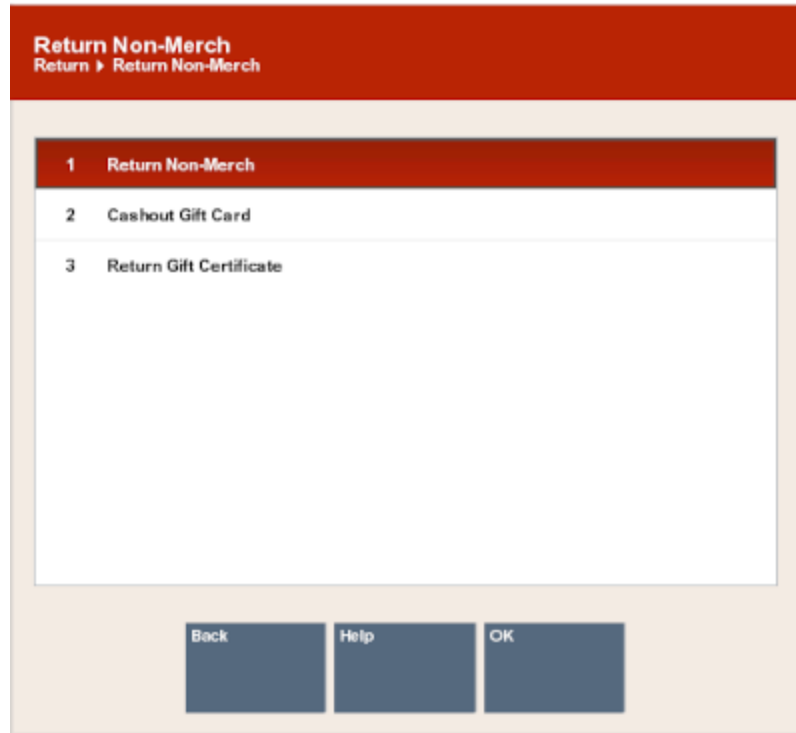 Return Non-Merch
Return ▸ Return Non-Merch
1 Return Non-Merch
2 Cashout Gift Card
3 Return Gift Certificate
Back Help OK